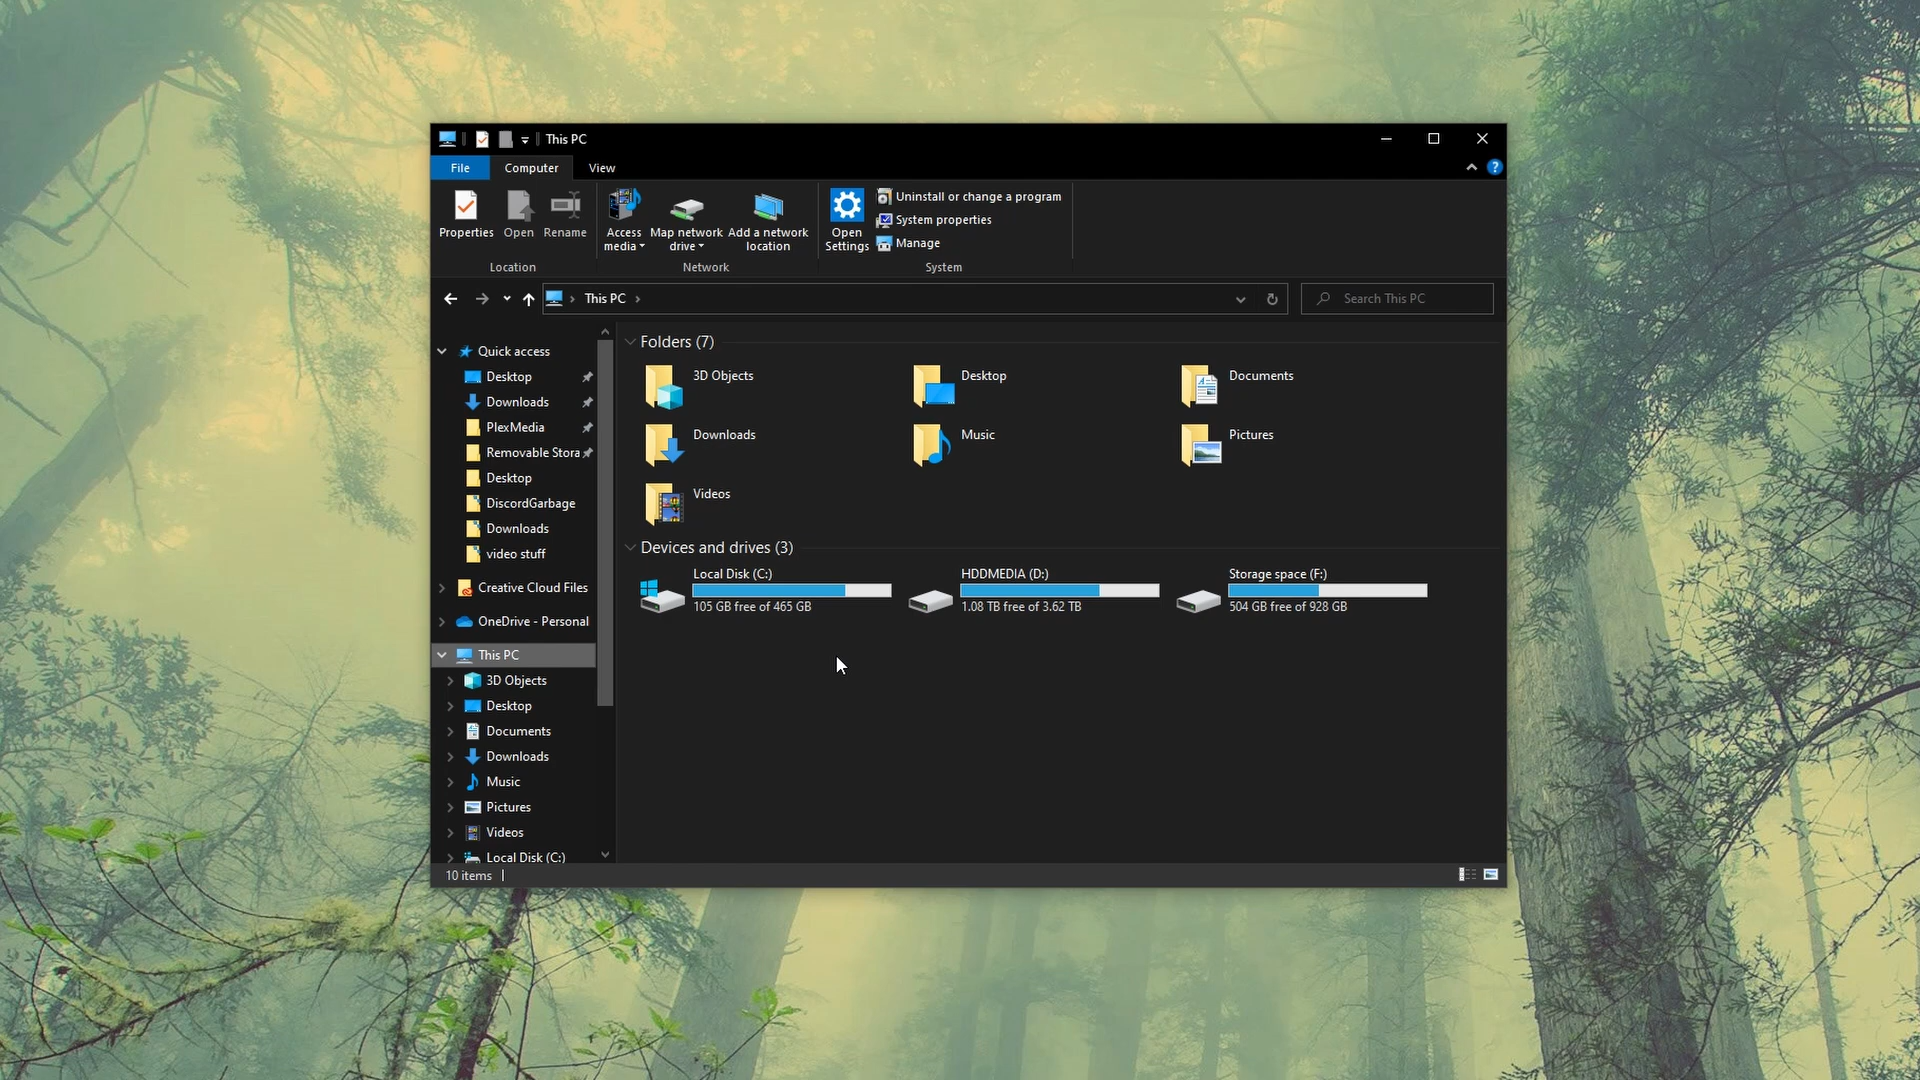 This PC
File
Computer
View
Properties
Open
Rename
Access media
Map network drive
Add a network location
Open Settings
Uninstall or change a program
System properties
Manage
Location
Network
System
This PC
Search This PC
Quick access
Desktop
Downloads
PlexMedia
Removable Stora
Desktop
DiscordGarbage
Downloads
video stuff
Creative Cloud Files
OneDrive - Personal
This PC
3D Objects
Desktop
Documents
Downloads
Music
Pictures
Videos
Local Disk (C:)
Folders (7)
3D Objects
Desktop
Documents
Downloads
Music
Pictures
Videos
Devices and drives (3)
Local Disk (C:)
105 GB free of 465 GB
HDDMEDIA (D:)
1.08 TB free of 3.62 TB
Storage space (F:)
504 GB free of 928 GB
10 items